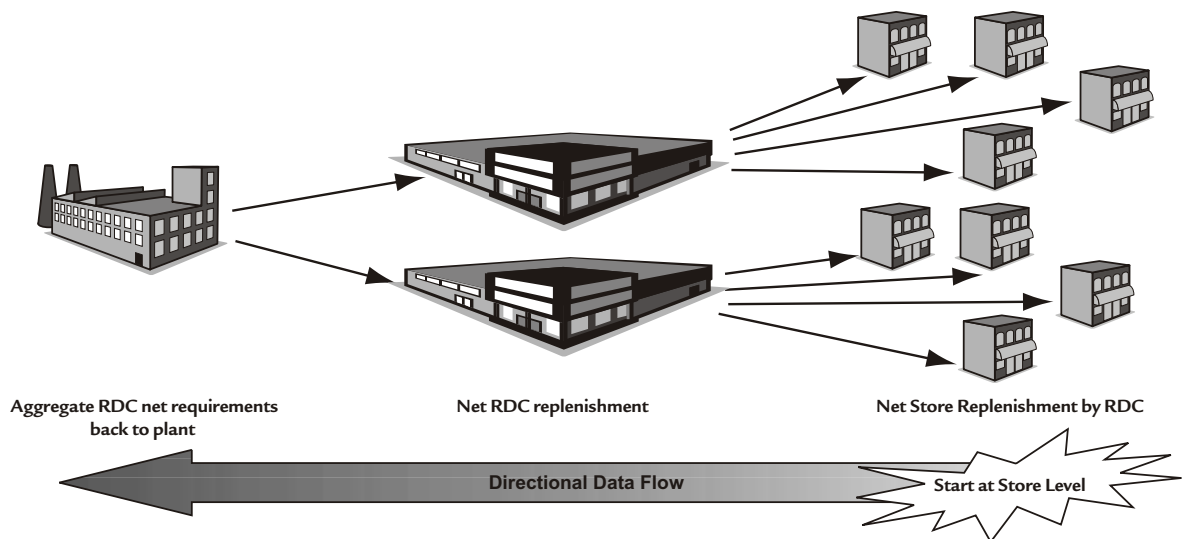 Aggregate RDC net requirements
back to plant
Net RDC replenishment
Net Store Replenishment by RDC
Directional Data Flow
Start at Store Level